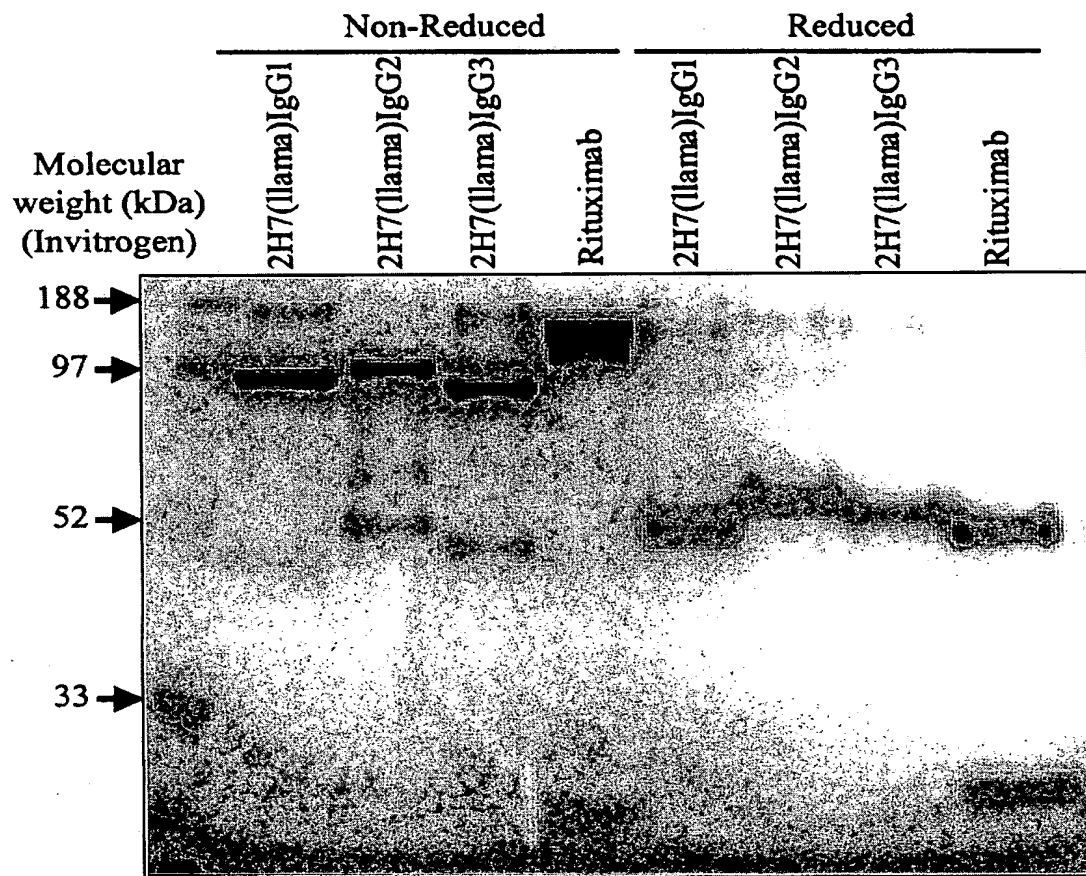 Non-Reduced
Reduced
2H7(llama)IgG1
2H7(llama)IgG2
2H7(llama)IgG3
Rituximab
2H7(llama)IgG1
2H7(llama)IgG2
2H7(llama)IgG3
Rituximab
Molecular
weight (kDa)
(Invitrogen)
188
97
52
33